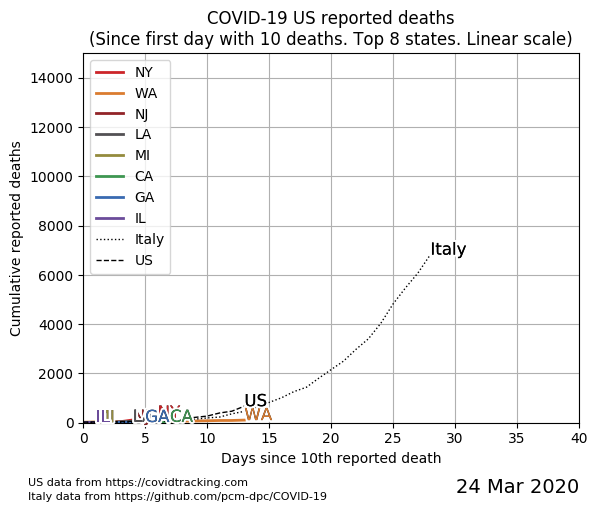 COVID-19 US reported deaths
(Since first day with 10 deaths. Top 8 states. Linear scale)
14000
12000
10000
8000
6000
4000
2000
0
Cumulative reported deaths
NY
WA
NJ
LA
MI
CA
GA
IL
Italy
US
Italy
US
WA
GA
CA
0 5 10 15 20 25 30 35 40
Days since 10th reported death
US data from https://covidtracking.com
Italy data from https://github.com/pcm-dpc/COVID-19
24 Mar 2020